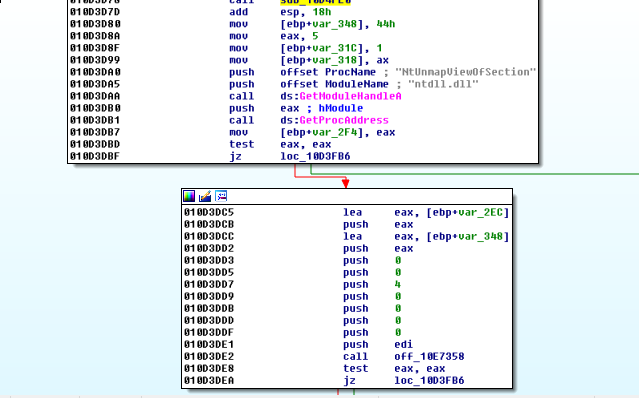 010D3D7D add esp, 18h
010D3D80 mov [ebp+var_348], 44h
010D3D8A mov eax, 5
010D3D8F mov [ebp+var_31C], 1
010D3D99 mov [ebp+var_318], ax
010D3DA0 push offset ProcName ; "NtUnmapViewOfSection"
010D3DA5 push offset ModuleName ; "ntdll.dll"
010D3DAA call ds:GetModuleHandleA
010D3DB0 push eax ; hModule
010D3DB1 call ds:GetProcAddress
010D3DB7 mov [ebp+var_2F4], eax
010D3DBD test eax, eax
010D3DBF jz loc_10D3FB6
010D3DC5 lea eax, [ebp+var_2EC]
010D3DCB push eax
010D3DCC lea eax, [ebp+var_348]
010D3DD2 push eax
010D3DD3 push 0
010D3DD5 push 0
010D3DD7 push 4
010D3DD9 push 0
010D3DDB push 0
010D3DDD push 0
010D3DDF push 0
010D3DE1 push edi
010D3DE2 call off_10E7358
010D3DE8 test eax, eax
010D3DEA jz loc_10D3FB6